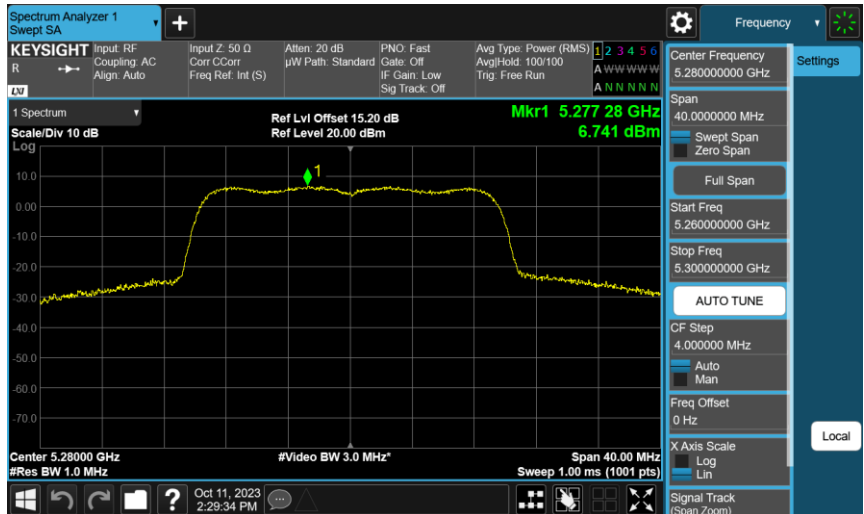 Spectrum Analyzer 1
Swept SA
+
Frequency
KEYSIGHT
R
LXI
Input: RF
Coupling: AC
Align: Auto
Input Z: 50 Ω
Corr CCorr
Freq Ref: Int (S)
Atten: 20 dB
µW Path: Standard
PNO: Fast
Gate: Off
IF Gain: Low
Sig Track: Off
Avg Type: Power (RMS)
Avg|Hold: 100/100
Trig: Free Run
1 2 3 4 5 6
A W W W W W
A N N N N N
1 Spectrum
Scale/Div 10 dB
Ref Lvl Offset 15.20 dB
Ref Level 20.00 dBm
Mkr1 5.277 28 GHz
6.741 dBm
Log
1
10.0
0.00
-10.0
-20.0
-30.0
-40.0
-50.0
-60.0
-70.0
Center 5.28000 GHz
#Res BW 1.0 MHz
#Video BW 3.0 MHz*
Span 40.00 MHz
Sweep 1.00 ms (1001 pts)
?
Oct 11, 2023
2:29:34 PM
Center Frequency
5.280000000 GHz
Span
40.0000000 MHz
Swept Span
Zero Span
Full Span
Start Freq
5.260000000 GHz
Stop Freq
5.300000000 GHz
AUTO TUNE
CF Step
4.000000 MHz
Auto
Man
Freq Offset
0 Hz
X Axis Scale
Log
Lin
Signal Track
(Span Zoom)
Settings
Local